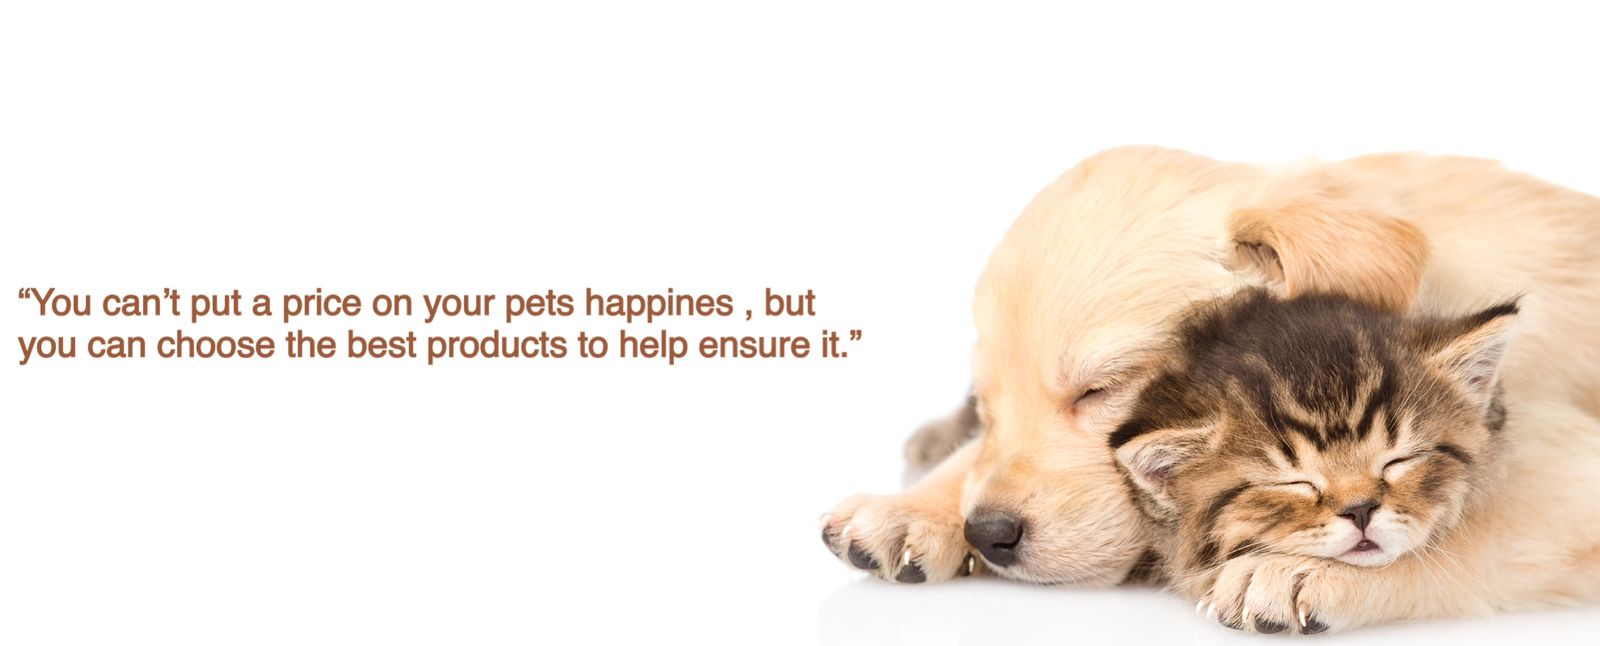 “You can’t put a price on your pets happines , but
you can choose the best products to help ensure it.”